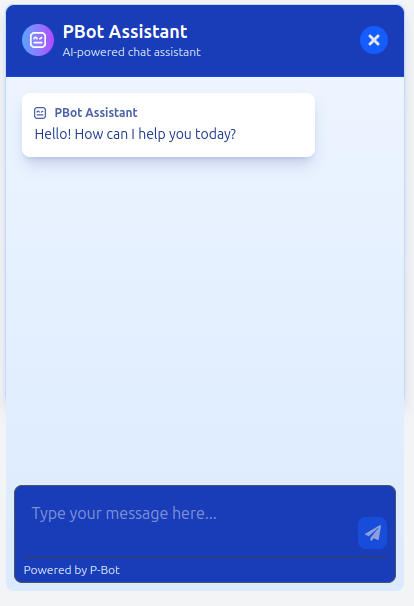 PBot Assistant
AI-powered chat assistant
PBot Assistant
Hello! How can I help you today?
Type your message here...
Powered by P-Bot